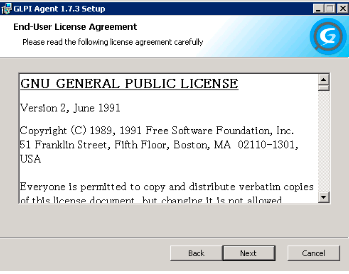 GLPI Agent 1.7.3 Setup
End-User License Agreement
Please read the following license agreement carefully
GNU GENERAL PUBLIC LICENSE
Version 2, June 1991
Copyright (C) 1989, 1991 Free Software Foundation, Inc.
51 Franklin Street, Fifth Floor, Boston, MA  02110-1301,
USA
Everyone is permitted to copy and distribute verbatim copies
of this license document, but changing it is not allowed.
Back
Next
Cancel